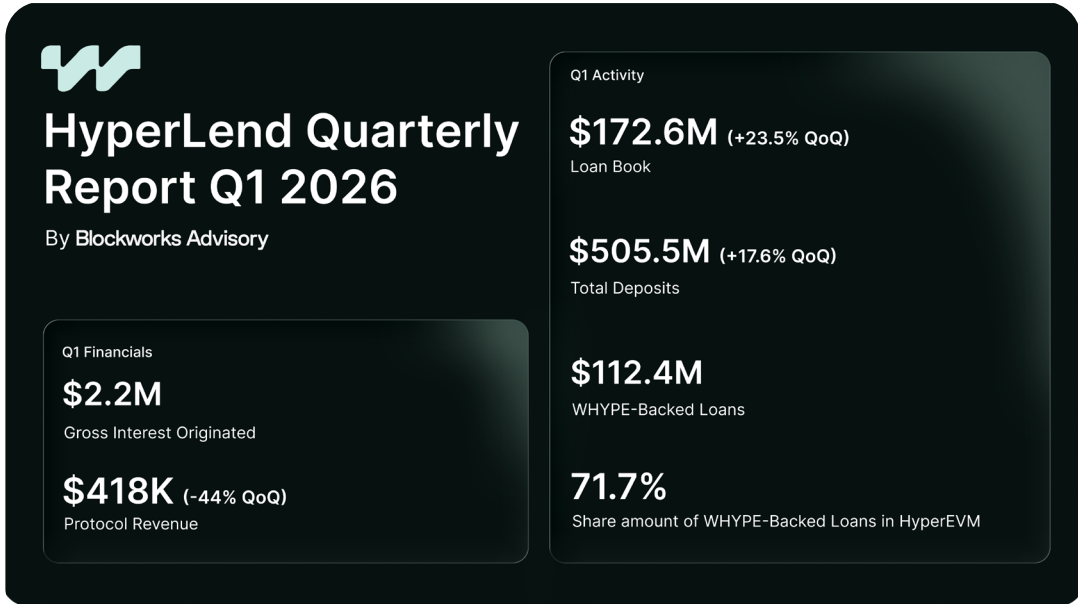 HyperLend Quarterly
Report Q1 2026
By Blockworks Advisory
Q1 Financials
$2.2M
Gross Interest Originated
$418K (-44% QoQ)
Protocol Revenue
Q1 Activity
$172.6M (+23.5% QoQ)
Loan Book
$505.5M (+17.6% QoQ)
Total Deposits
$112.4M
WHYPE-Backed Loans
71.7%
Share amount of WHYPE-Backed Loans in HyperEVM